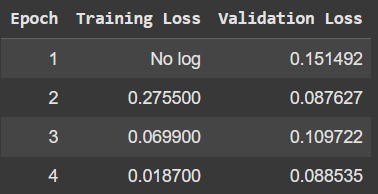 Epoch Training Loss Validation Loss
1 No log 0.151492
2 0.275500 0.087627
3 0.069900 0.109722
4 0.018700 0.088535